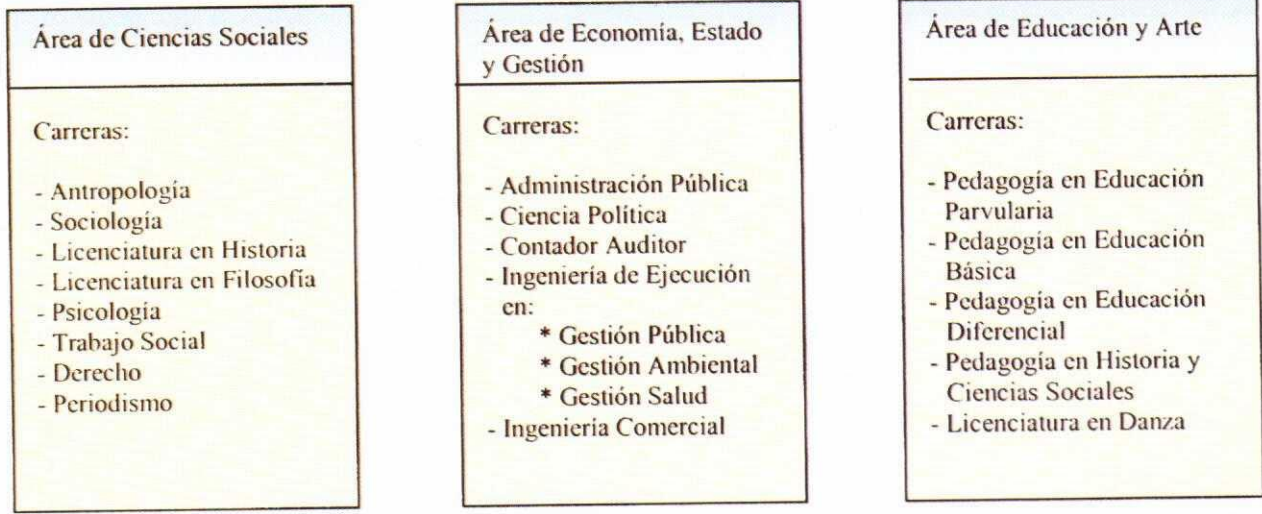 Área de Ciencias Sociales
Carreras:
- Antropología
- Sociología
- Licenciatura en Historia
- Licenciatura en Filosofía
- Psicología
- Trabajo Social
- Derecho
- Periodismo
Área de Economía, Estado
y Gestión
Carreras:
- Administración Pública
- Ciencia Política
- Contador Auditor
- Ingeniería de Ejecución
en:
* Gestión Pública
* Gestión Ambiental
* Gestión Salud
- Ingeniería Comercial
Área de Educación y Arte
Carreras:
- Pedagogía en Educación
Parvularia
- Pedagogía en Educación
Básica
- Pedagogía en Educación
Diferencial
- Pedagogía en Historia y
Ciencias Sociales
- Licenciatura en Danza